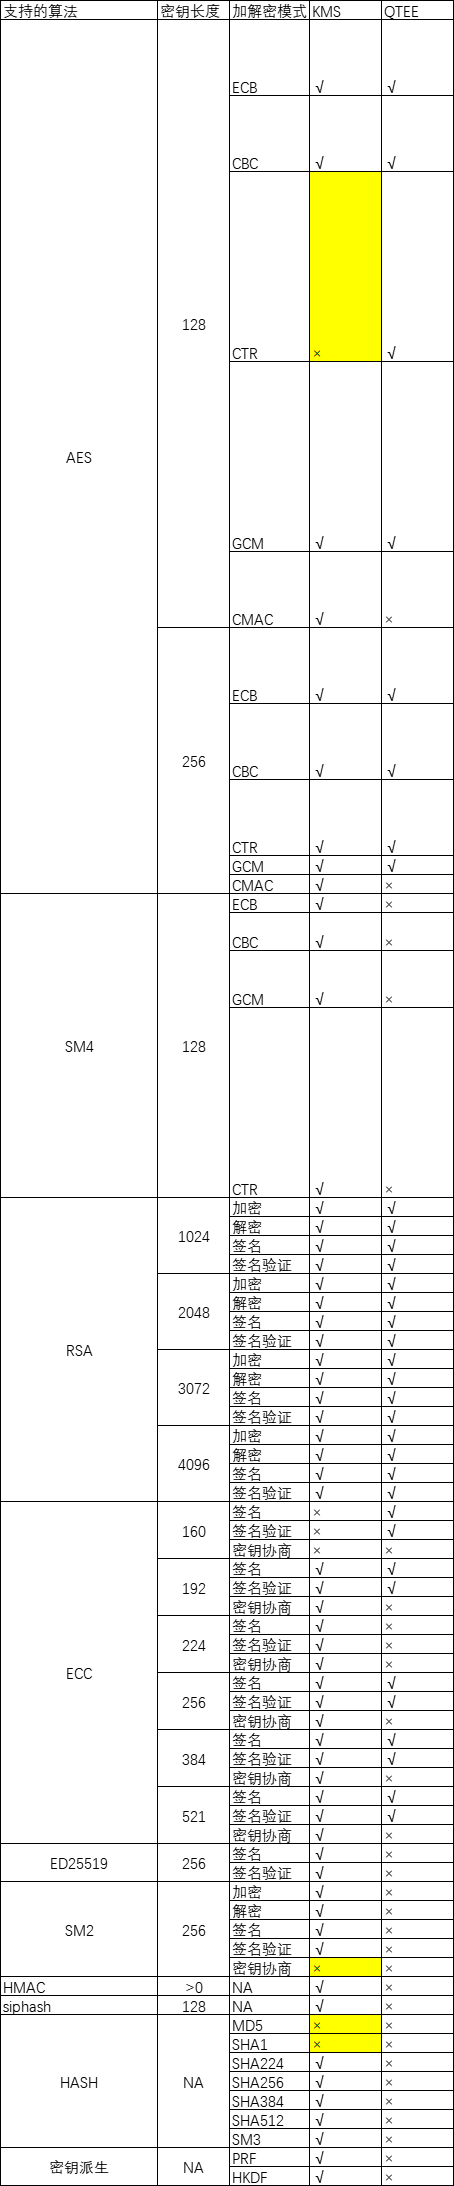 支持的算法 密钥长度 加解密模式 KMS QTEE
ECB √ √
CBC √ √
128
CTR × √
AES
GCM √ √
CMAC √ ×
ECB √ √
256
CBC √ √
CTR √ √
GCM √ √
CMAC √ ×
ECB √ ×
CBC √ ×
GCM √ ×
SM4 128
CTR √ ×
加密 √ √
1024
解密 √ √
签名 √ √
签名验证 √ √
加密 √ √
2048
解密 √ √
签名 √ √
签名验证 √ √
RSA
加密 √ √
3072
解密 √ √
签名 √ √
签名验证 √ √
加密 √ √
4096
解密 √ √
签名 √ √
签名验证 √ √
签名 × √
160 签名验证 × √
密钥协商 × ×
签名 √ √
192 签名验证 √ √
密钥协商 √ ×
签名 √ ×
224 签名验证 √ ×
密钥协商 √ ×
ECC
签名 √ √
256 签名验证 √ √
密钥协商 √ ×
签名 √ √
384 签名验证 √ √
密钥协商 √ ×
签名 √ √
521 签名验证 √ √
密钥协商 √ ×
ED25519 256
签名 √ ×
签名验证 √ ×
加密 √ ×
解密 √ ×
SM2 256 签名 √ ×
签名验证 √ ×
密钥协商 × ×
HMAC >0 NA √ ×
siphash 128 NA √ ×
MD5 × ×
SHA1 × ×
SHA224 √ ×
HASH NA SHA256 √ ×
SHA384 √ ×
SHA512 √ ×
SM3 √ ×
密钥派生 NA
PRF √ ×
HKDF √ ×